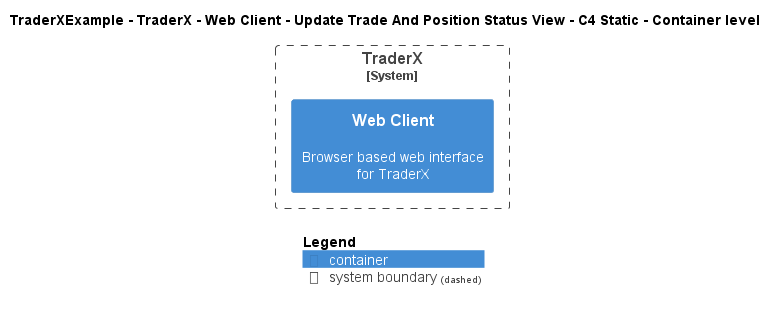 TraderXExample - TraderX - Web Client - Update Trade And Position Status View - C4 Static - Container level
TraderX
[System]
Web Client
Browser based web interface
for TraderX
Legend
container
system boundary (dashed)